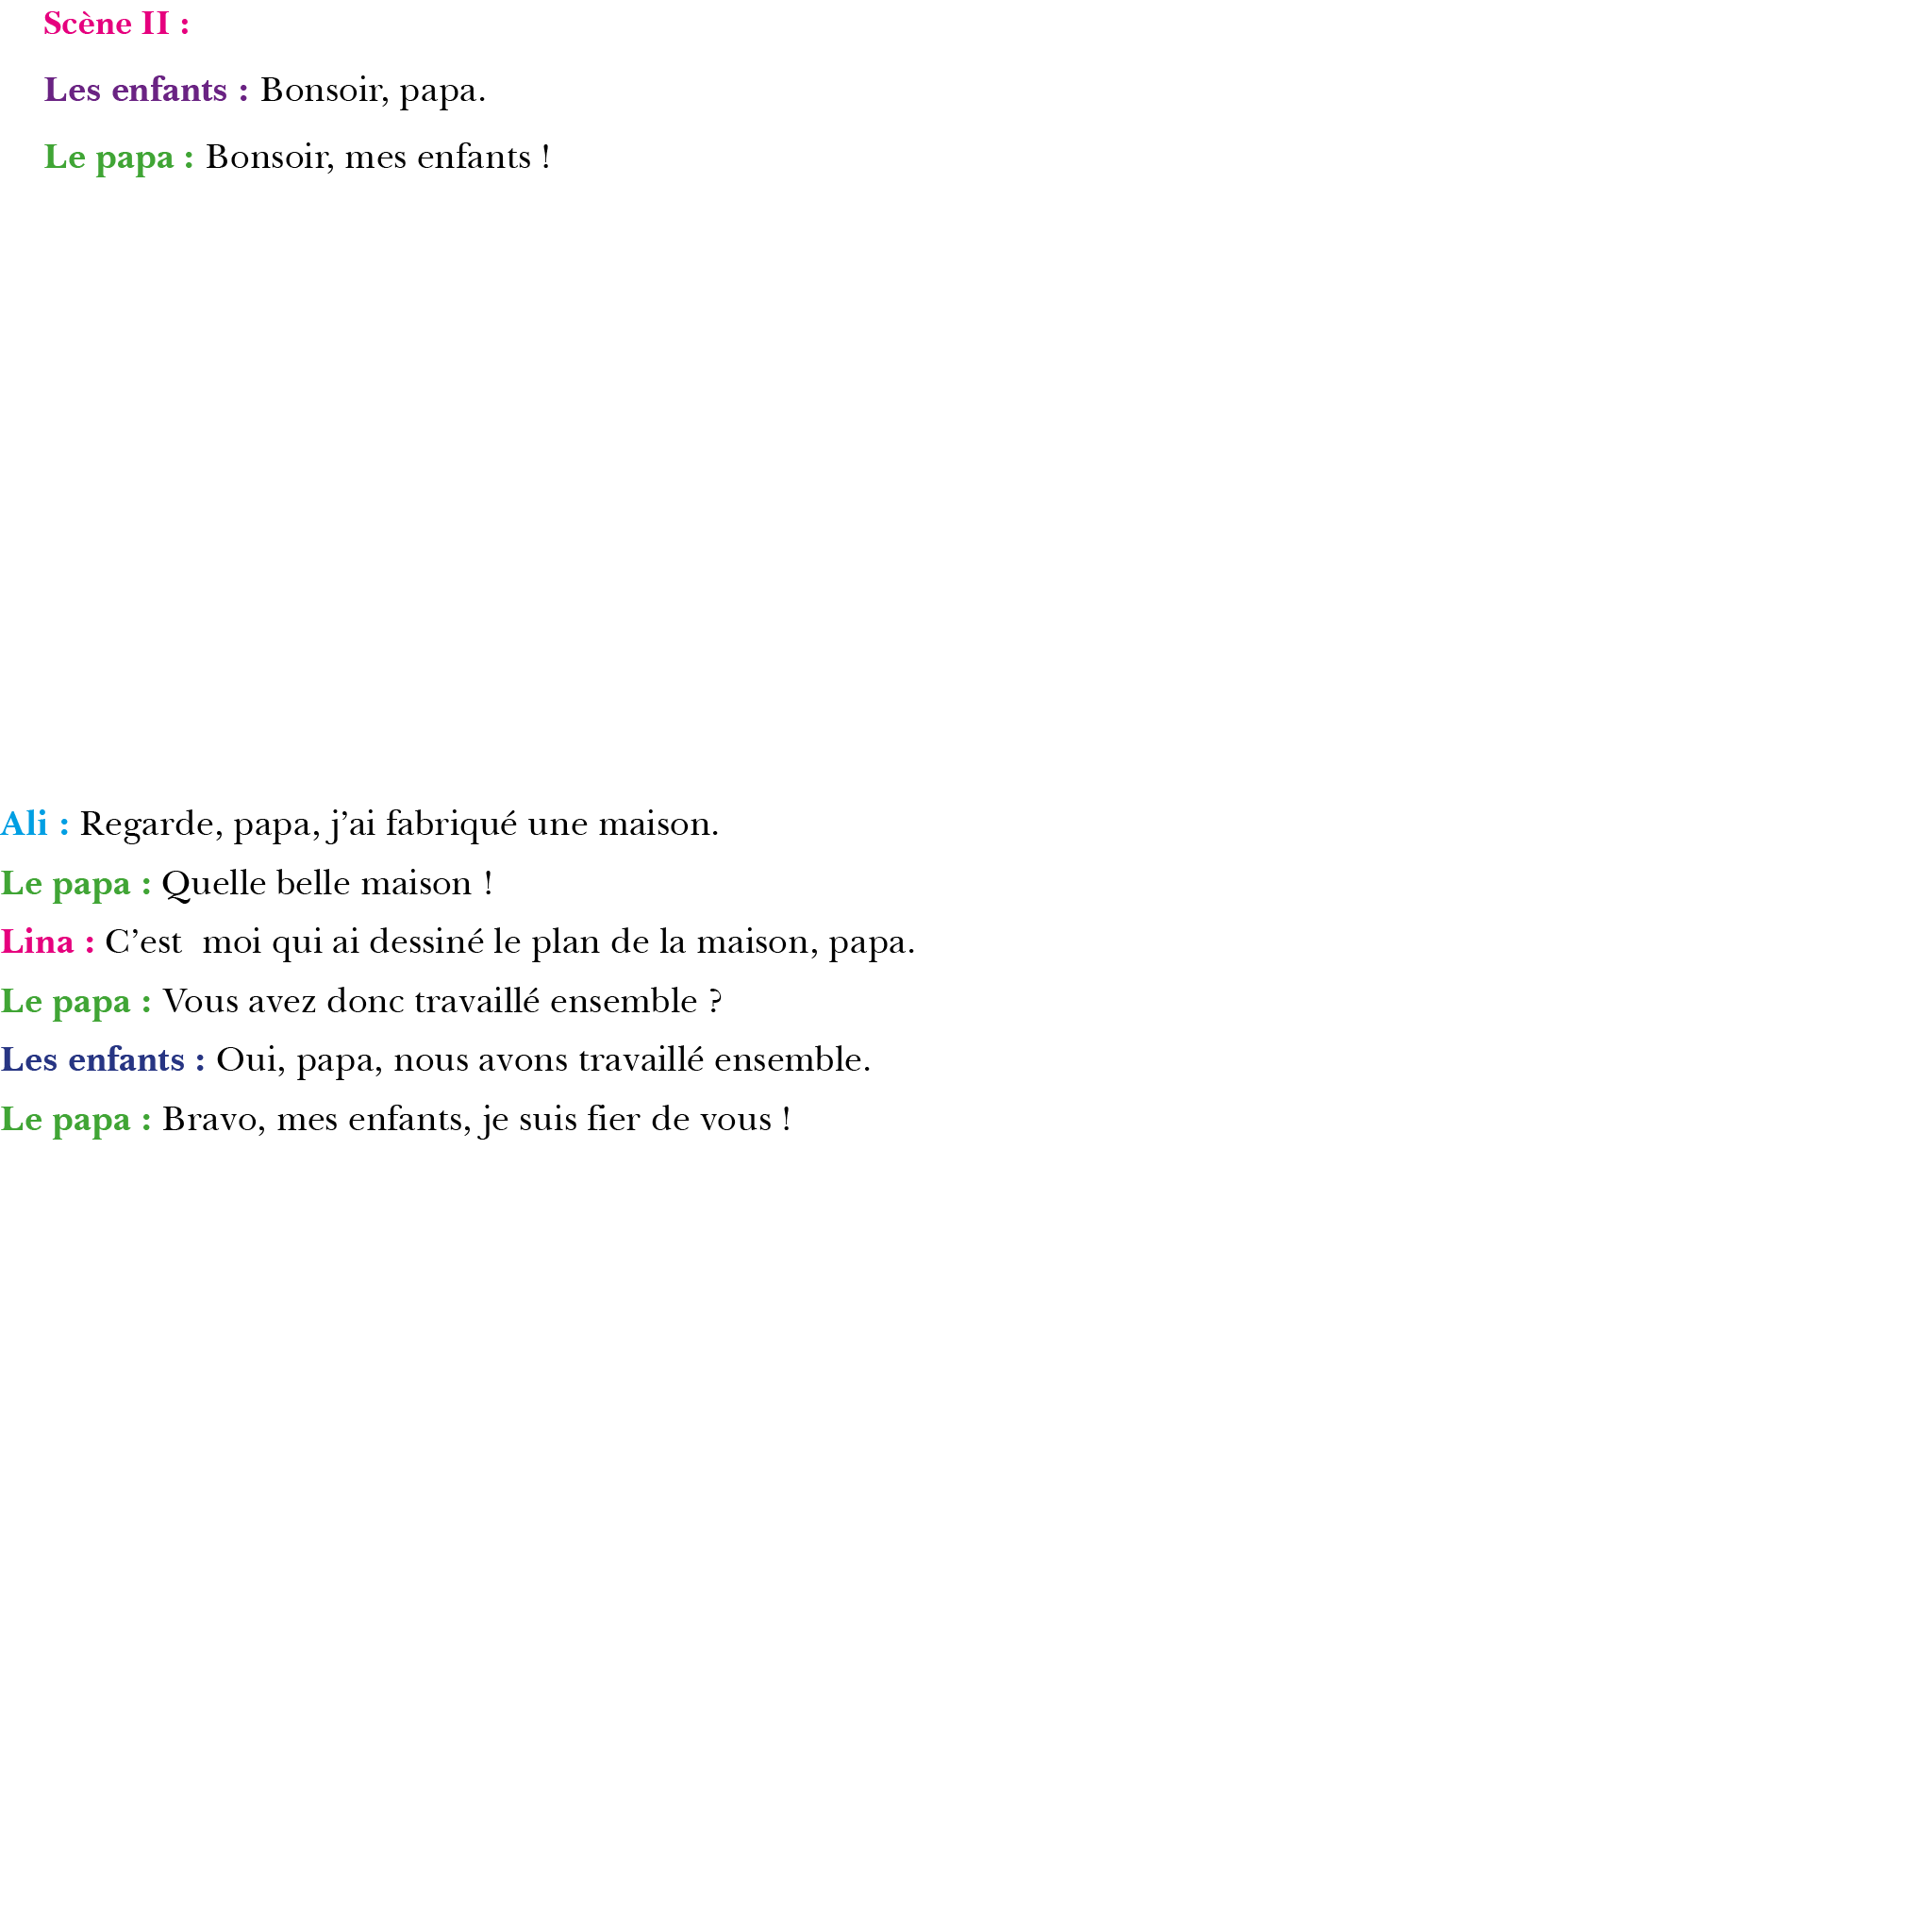 Scène II :
Les enfants : Bonsoir, papa.
Le papa : Bonsoir, mes enfants !
Ali : Regarde, papa, j’ai fabriqué une maison.
Le papa : Quelle belle maison !
Lina : C’est  moi qui ai dessiné le plan de la maison, papa.
Le papa : Vous avez donc travaillé ensemble ?
Les enfants : Oui, papa, nous avons travaillé ensemble.
Le papa : Bravo, mes enfants, je suis fier de vous !